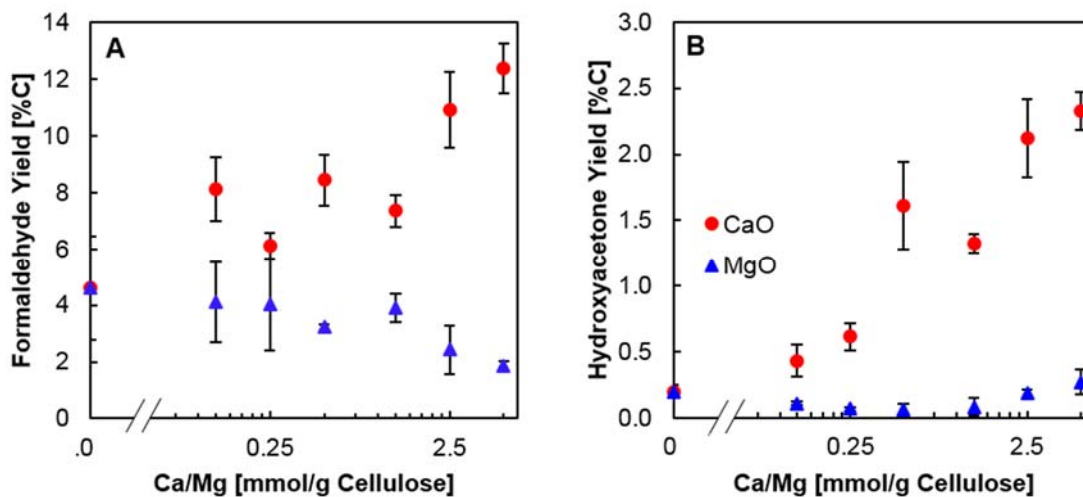 A
Formaldehyde Yield [%C]
14
12
10
8
6
4
2
0
.0
0.25
2.5
Ca/Mg [mmol/g Cellulose]
B
Hydroxyacetone Yield [%C]
3.0
2.5
2.0
1.5
1.0
0.5
0.0
CaO
MgO
0
0.25
2.5
Ca/Mg [mmol/g Cellulose]